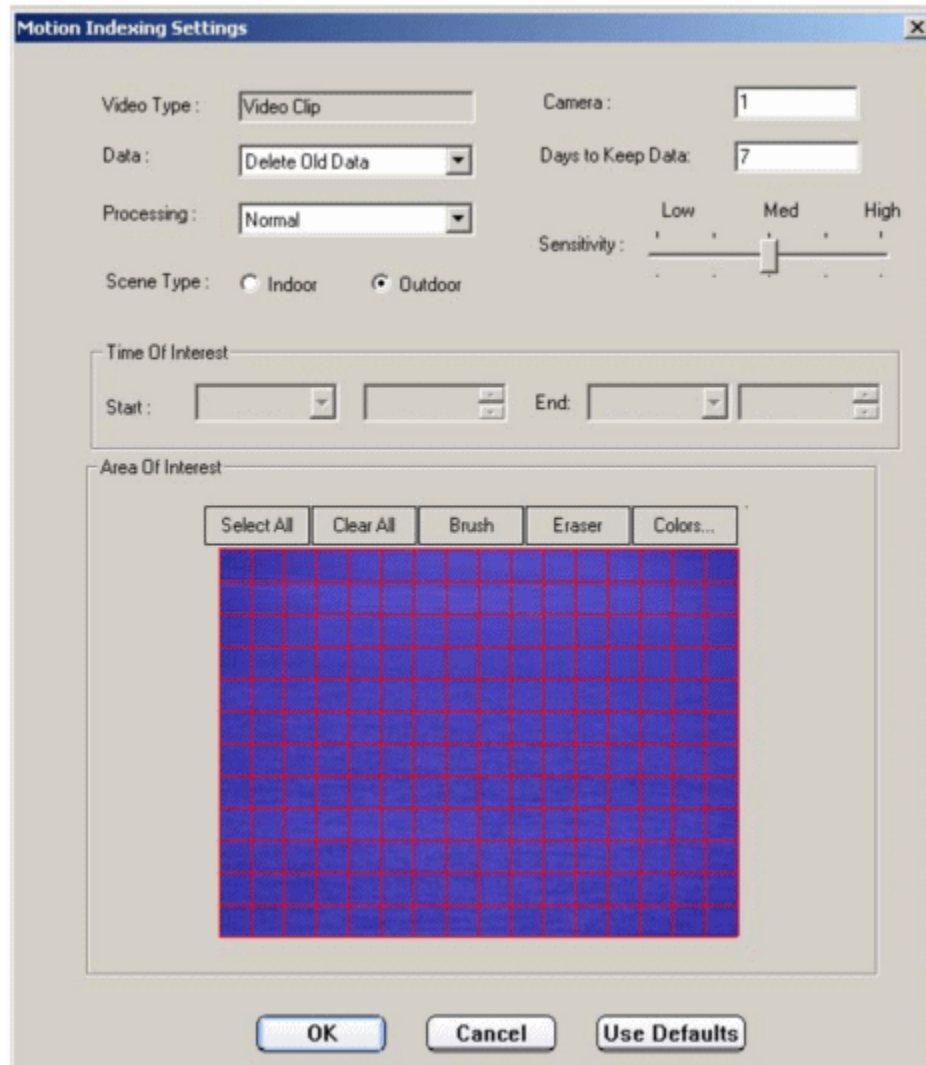 Motion Indexing Settings
Video Type : Video Clip Camera : 1
Data : Delete Old Data Days to Keep Data: 7
Processing : Normal Low Med High
Sensitivity :
Scene Type : Indoor Outdoor
Time Of Interest
Start : End:
Area Of Interest
Select All Clear All Brush Eraser Colors...
OK Cancel Use Defaults